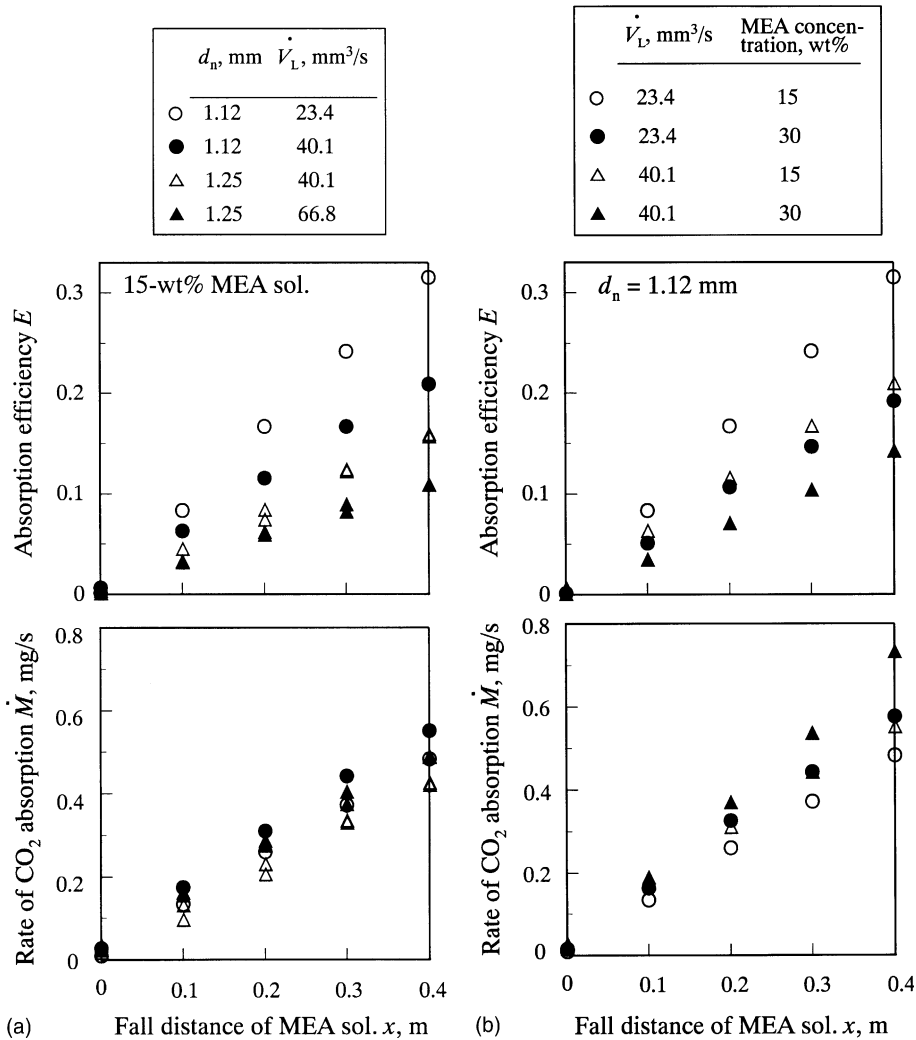 dₙ, mm V̇_L, mm³/s
○ 1.12 23.4
● 1.12 40.1
△ 1.25 40.1
▲ 1.25 66.8
V̇_L, mm³/s MEA concen-
tration, wt%
○ 23.4 15
● 23.4 30
△ 40.1 15
▲ 40.1 30
15-wt% MEA sol.
Absorption efficiency E
0.3
0.2
0.1
0
dₙ = 1.12 mm
Absorption efficiency E
0.3
0.2
0.1
0
Rate of CO₂ absorption Ṁ, mg/s
0.8
0.6
0.4
0.2
0
0 0.1 0.2 0.3 0.4
(a) Fall distance of MEA sol. x, m
Rate of CO₂ absorption Ṁ, mg/s
0.8
0.6
0.4
0.2
0
0 0.1 0.2 0.3 0.4
(b) Fall distance of MEA sol. x, m